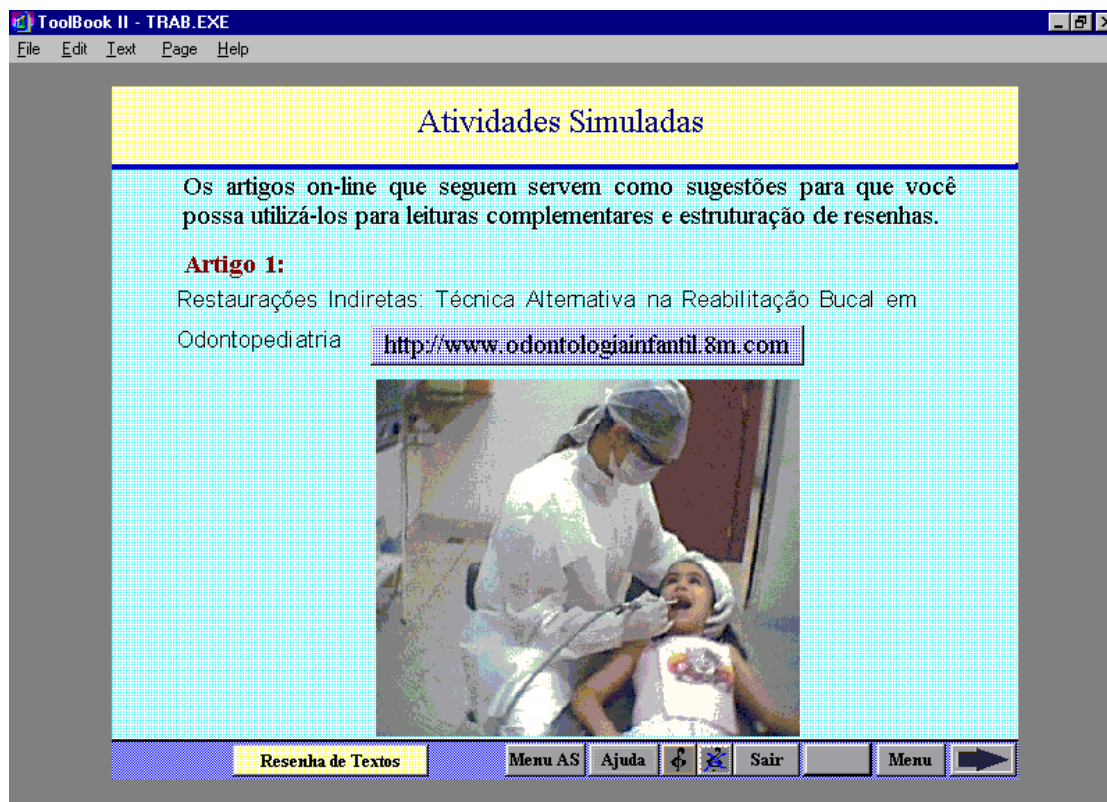 ToolBook II - TRAB.EXE
File Edit Text Page Help
Atividades Simuladas
Os artigos on-line que seguem servem como sugestões para que você
possa utilizá-los para leituras complementares e estruturação de resenhas.
Artigo 1:
Restaurações Indiretas: Técnica Alternativa na Reabilitação Bucal em
Odontopediatria http://www.odontologiainfantil.8m.com
Resenha de Textos Menu AS Ajuda Sair Menu